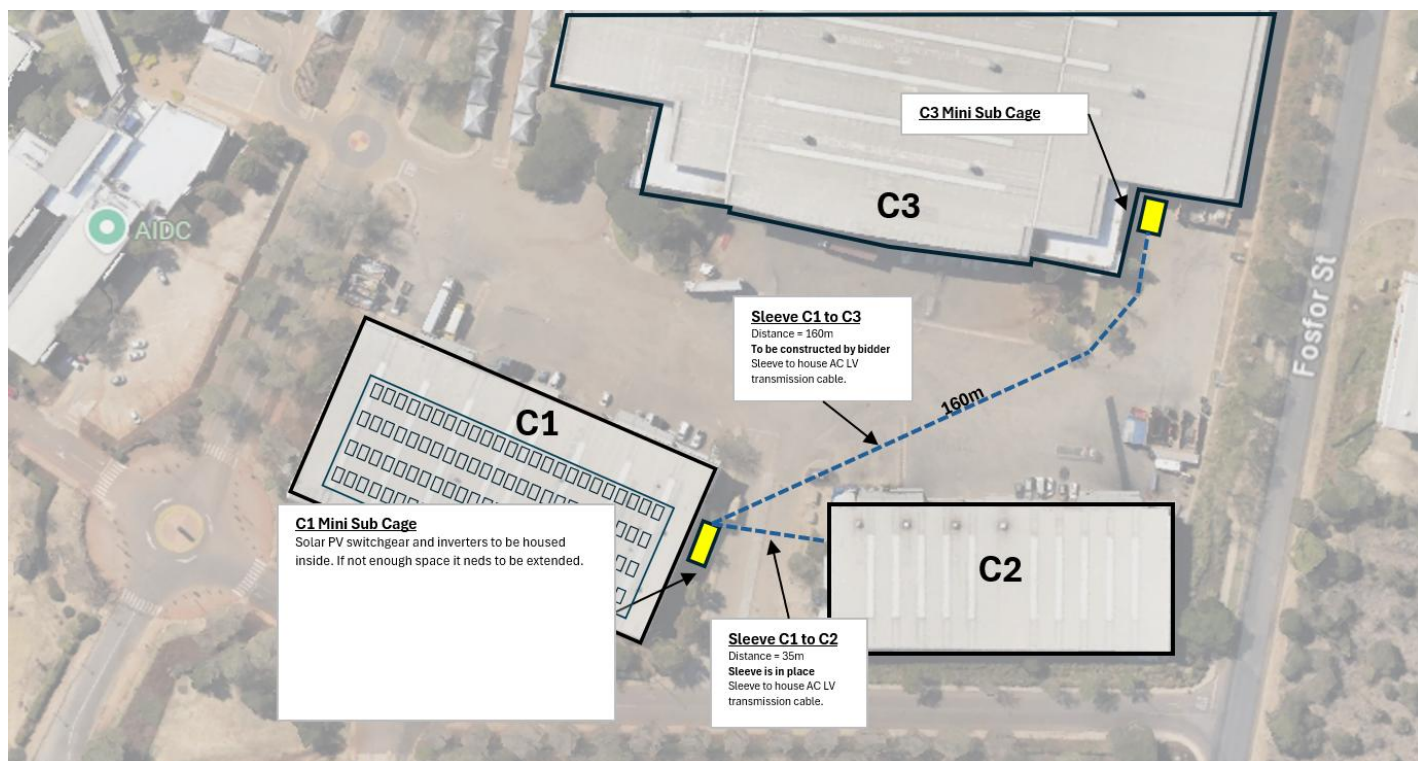 C3 Mini Sub Cage
C3
AIDC
Fosfor St
Sleeve C1 to C3
Distance = 160m
To be constructed by bidder
Sleeve to house AC LV
transmission cable.
160m
C1
C1 Mini Sub Cage
Solar PV switchgear and inverters to be housed
inside. If not enough space it neds to be extended.
C2
Sleeve C1 to C2
Distance = 35m
Sleeve is in place
Sleeve to house AC LV
transmission cable.